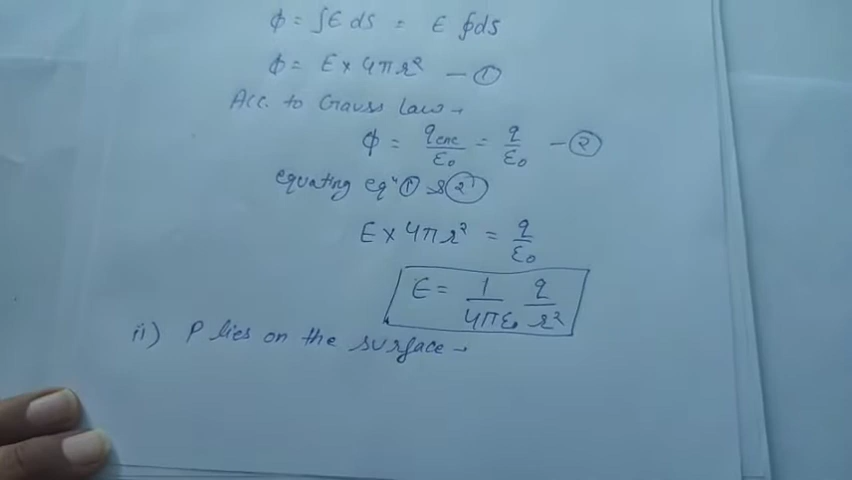 ϕ = ∫E ds = E ∮ds
ϕ = E × 4πr² — ①
Acc. to Gauss law →
ϕ = qenc/ε₀ = q/ε₀ — ②
equating eqⁿ ① & ②
E × 4πr² = q/ε₀
E = 1/4πε₀ q/r²
ii) P lies on the surface →